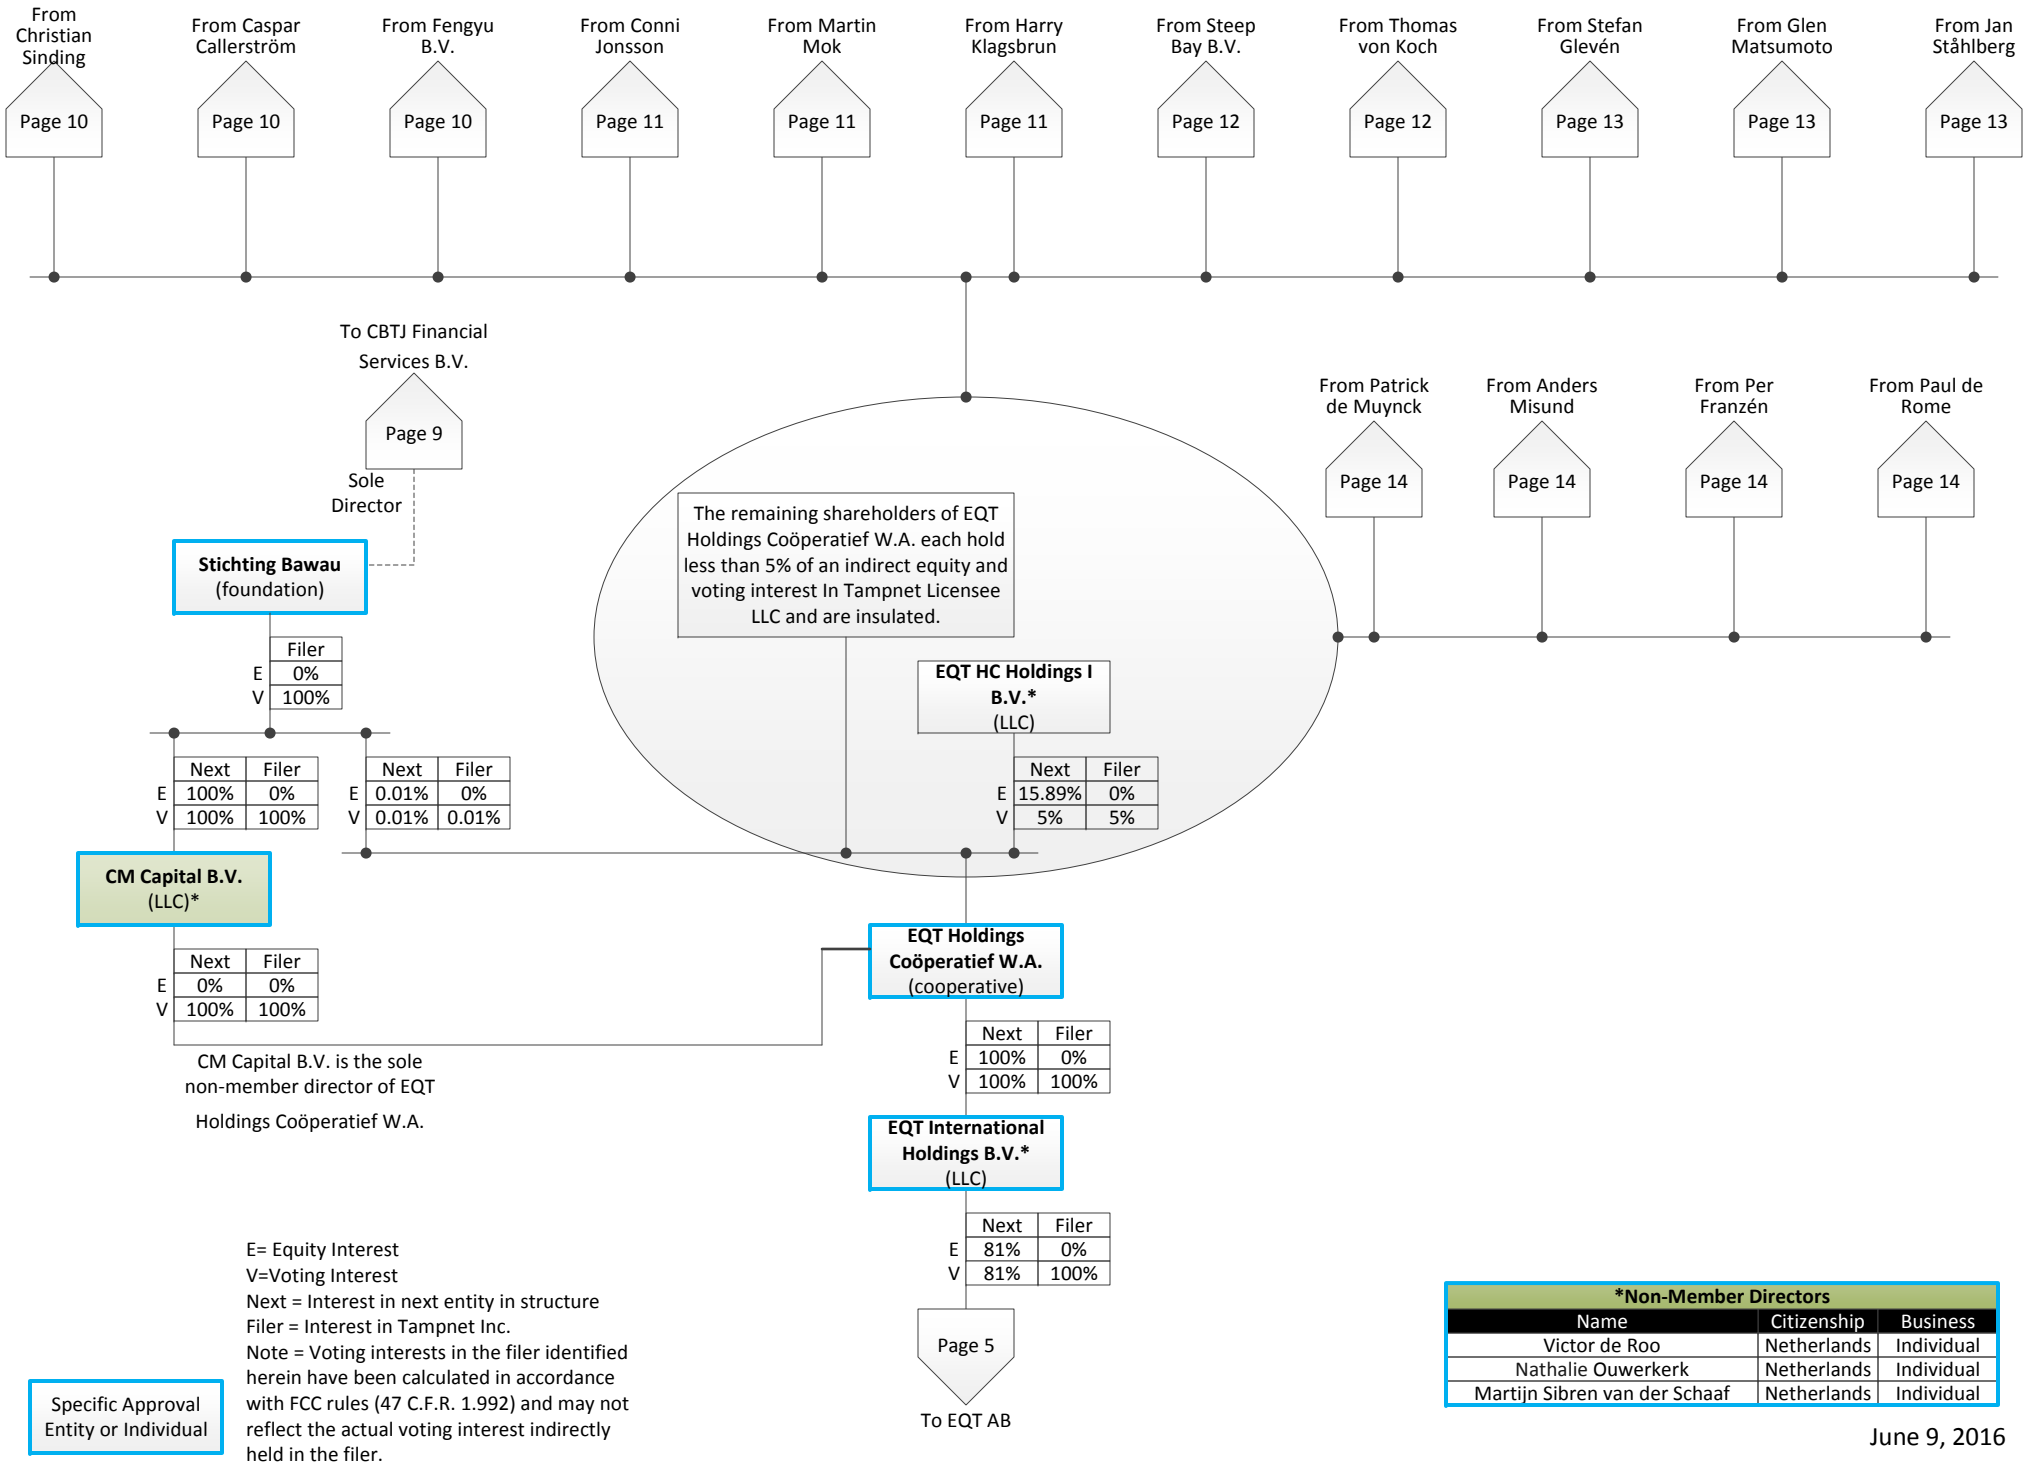 From
Christian
Sinding
From Caspar
Callerström
From Fengyu
B.V.
From Conni
Jonsson
From Martin
Mok
From Harry
Klagsbrun
From Steep
Bay B.V.
From Thomas
von Koch
From Stefan
Glevén
From Glen
Matsumoto
From Jan
Ståhlberg
Page 10
Page 10
Page 10
Page 11
Page 11
Page 11
Page 12
Page 12
Page 13
Page 13
Page 13
To CBTJ Financial
Services B.V.
Page 9
Sole
Director
From Patrick
de Muynck
From Anders
Misund
From Per
Franzén
From Paul de
Rome
Page 14
Page 14
Page 14
Page 14
The remaining shareholders of EQT
Holdings Coöperatief W.A. each hold
less than 5% of an indirect equity and
voting interest In Tampnet Licensee
LLC and are insulated.
Stichting Bawau
(foundation)
Filer
E 0%
V 100%
EQT HC Holdings I
B.V.*
(LLC)
Next Filer
E 100% 0%
V 100% 100%
Next Filer
E 0.01% 0%
V 0.01% 0.01%
Next Filer
E 15.89% 0%
V 5% 5%
CM Capital B.V.
(LLC)*
Next Filer
E 0% 0%
V 100% 100%
CM Capital B.V. is the sole
non-member director of EQT
Holdings Coöperatief W.A.
EQT Holdings
Coöperatief W.A.
(cooperative)
Next Filer
E 100% 0%
V 100% 100%
EQT International
Holdings B.V.*
(LLC)
Next Filer
E 81% 0%
V 81% 100%
Page 5
To EQT AB
E= Equity Interest
V=Voting Interest
Next = Interest in next entity in structure
Filer = Interest in Tampnet Inc.
Note = Voting interests in the filer identified
herein have been calculated in accordance
with FCC rules (47 C.F.R. 1.992) and may not
reflect the actual voting interest indirectly
held in the filer.
Specific Approval
Entity or Individual
*Non-Member Directors
Name Citizenship Business
Victor de Roo Netherlands Individual
Nathalie Ouwerkerk Netherlands Individual
Martijn Sibren van der Schaaf Netherlands Individual
June 9, 2016